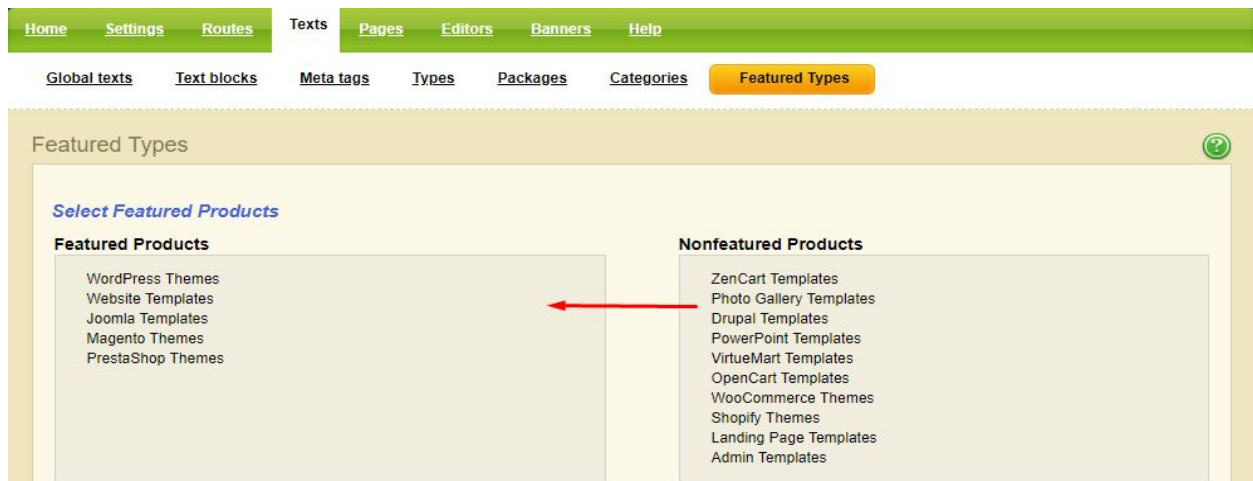 Home Settings Routes Texts Pages Editors Banners Help
Global texts Text blocks Meta tags Types Packages Categories Featured Types
Featured Types
?
Select Featured Products
Featured Products
WordPress Themes
Website Templates
Joomla Templates
Magento Themes
PrestaShop Themes
Nonfeatured Products
ZenCart Templates
Photo Gallery Templates
Drupal Templates
PowerPoint Templates
VirtueMart Templates
OpenCart Templates
WooCommerce Themes
Shopify Themes
Landing Page Templates
Admin Templates